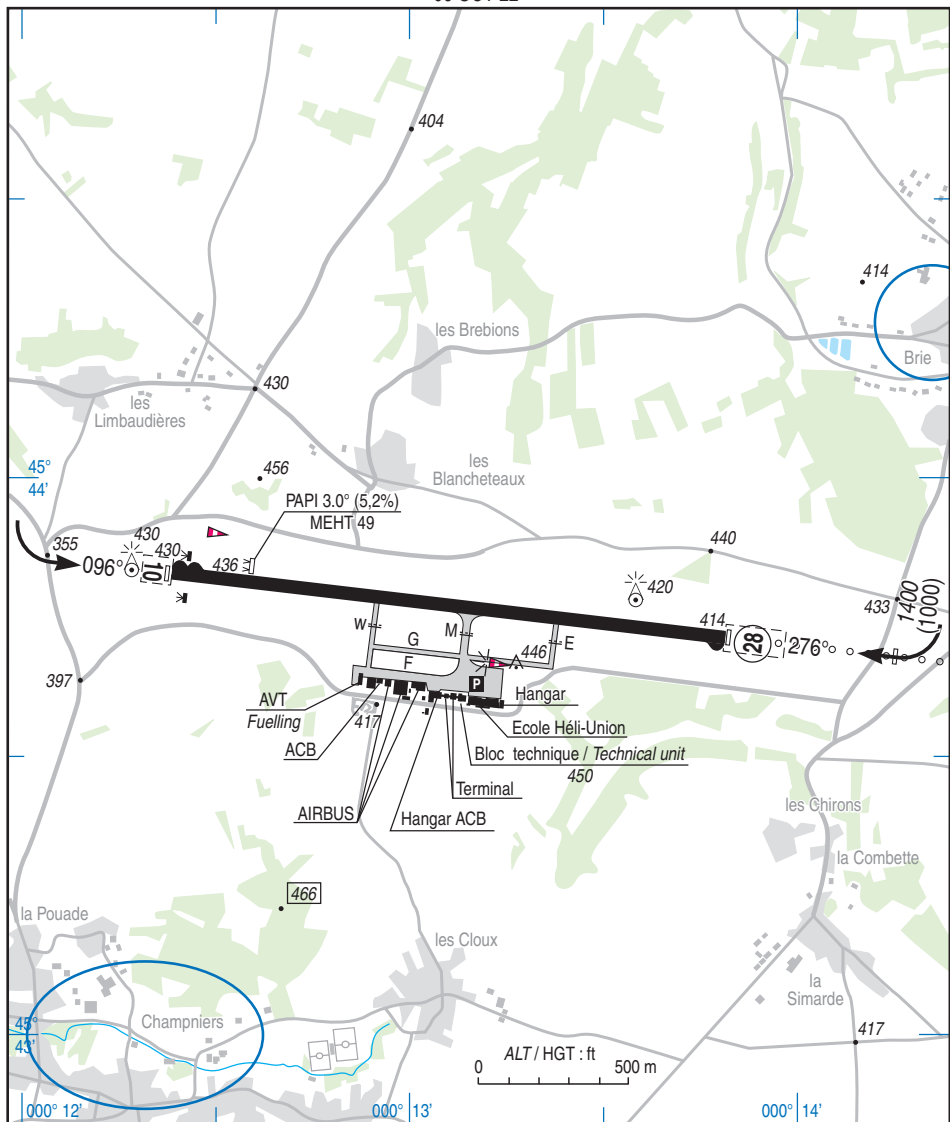 404
414
les Brebions
Brie
430
les
Limbaudières
456
les
Blancheteaux
45°
44'
PAPI 3.0° (5,2%)
MEHT 49
355
430
430
436
440
420
433
1400
(1000)
096°
10
414
28
276°
W
G
M
F
E
446
P
397
AVT
Fuelling
417
ACB
Hangar
Ecole Héli-Union
Bloc technique / Technical unit
450
Terminal
AIRBUS
Hangar ACB
les Chirons
la Combette
466
la Pouade
les Cloux
la
Simarde
Champniers
45°
43'
417
ALT / HGT : ft
0 500 m
000° 12'
000° 13'
000° 14'